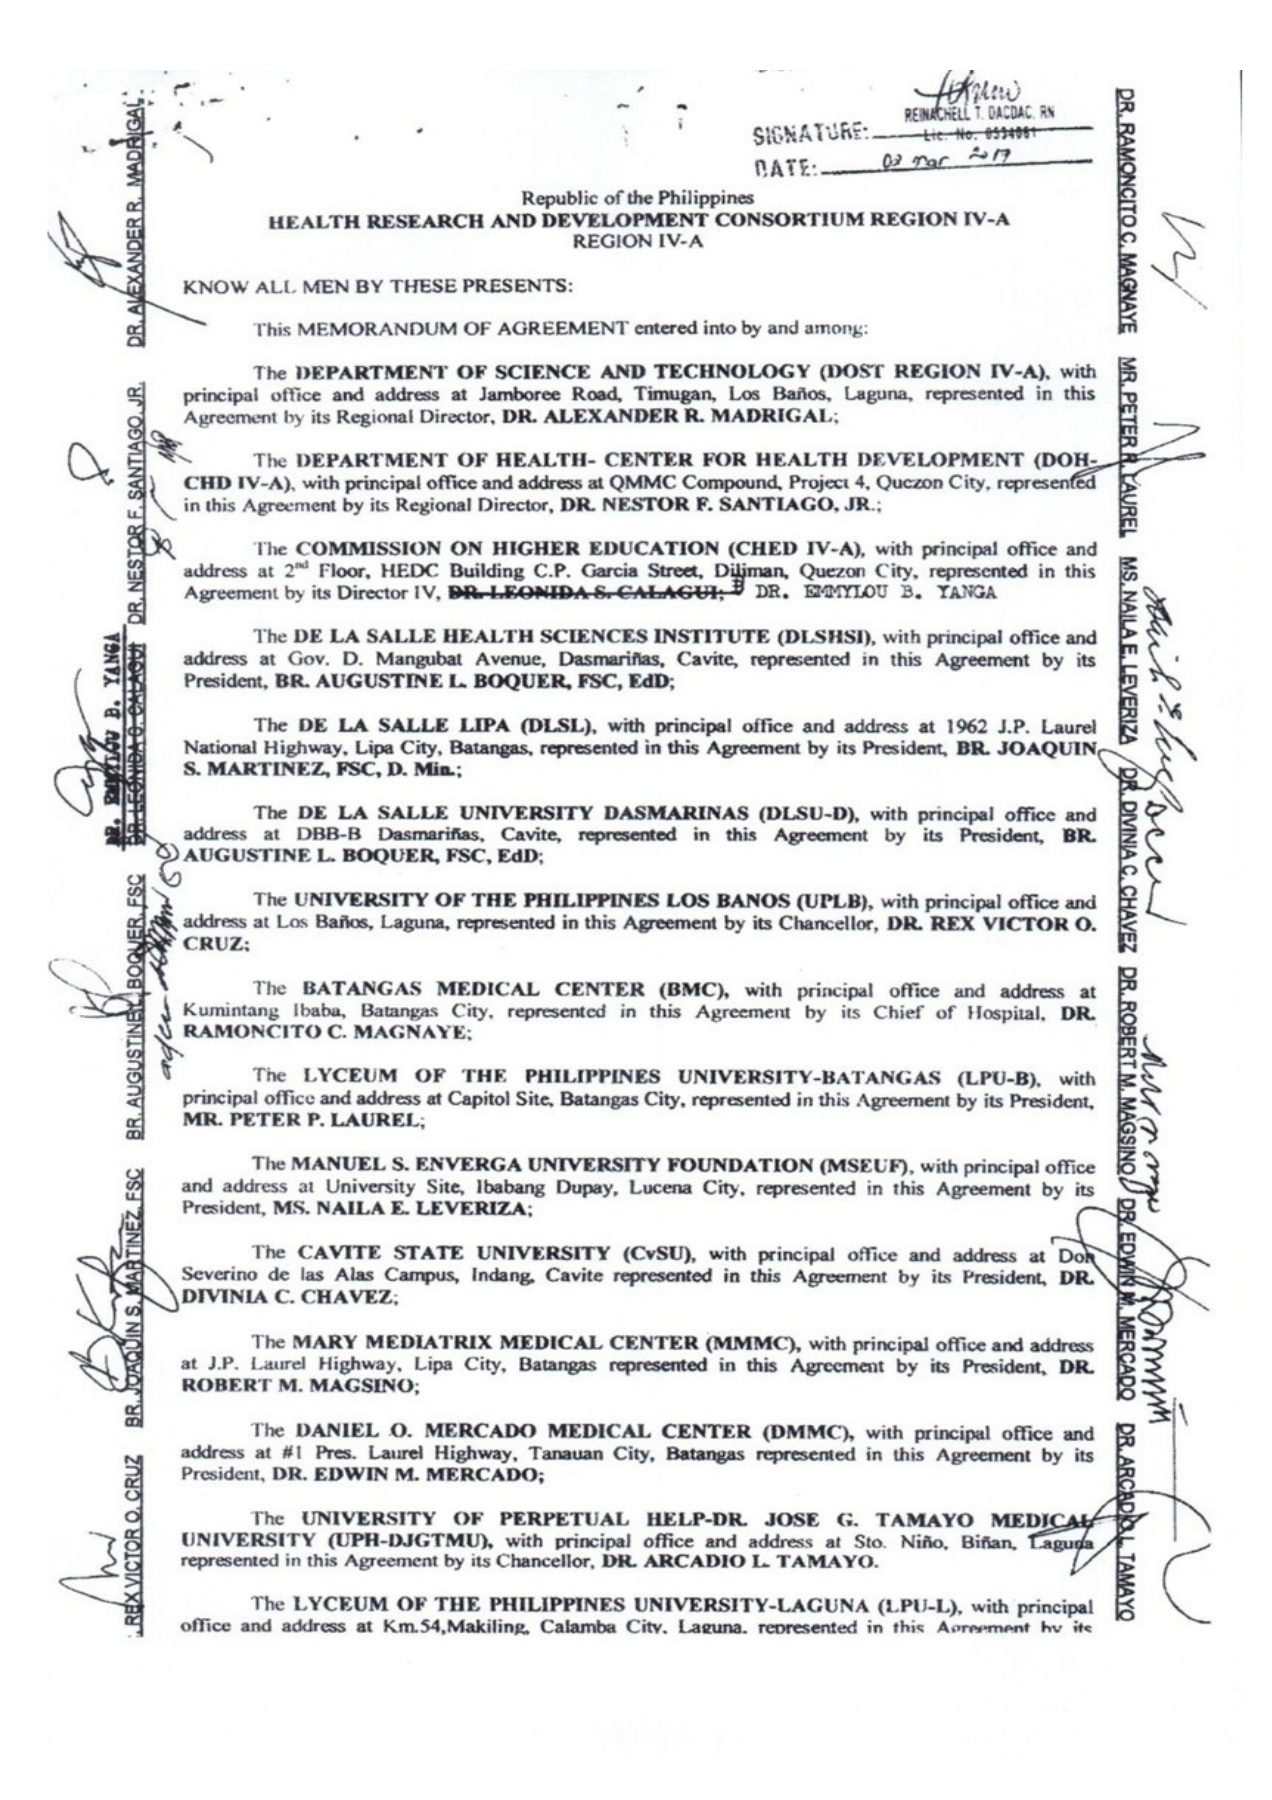 REINACHELL T. DACDAC, RN
SIGNATURE:
Lic. No. 0534061
DATE: 03 mar 2017
Republic of the Philippines
HEALTH RESEARCH AND DEVELOPMENT CONSORTIUM REGION IV-A
REGION IV-A
KNOW ALL MEN BY THESE PRESENTS:
This MEMORANDUM OF AGREEMENT entered into by and among:
The DEPARTMENT OF SCIENCE AND TECHNOLOGY (DOST REGION IV-A), with
principal office and address at Jamboree Road, Timugan, Los Baños, Laguna, represented in this
Agreement by its Regional Director, DR. ALEXANDER R. MADRIGAL;
The DEPARTMENT OF HEALTH- CENTER FOR HEALTH DEVELOPMENT (DOH-
CHD IV-A), with principal office and address at QMMC Compound, Project 4, Quezon City, represented
in this Agreement by its Regional Director, DR. NESTOR F. SANTIAGO, JR.;
The COMMISSION ON HIGHER EDUCATION (CHED IV-A), with principal office and
address at 2nd Floor, HEDC Building C.P. Garcia Street, Diliman, Quezon City, represented in this
Agreement by its Director IV, DR. LEONIDA S. CALAGUI; DR. EMMYLOU B. YANGA
The DE LA SALLE HEALTH SCIENCES INSTITUTE (DLSHSI), with principal office and
address at Gov. D. Mangubat Avenue, Dasmariñas, Cavite, represented in this Agreement by its
President, BR. AUGUSTINE L. BOQUER, FSC, EdD;
The DE LA SALLE LIPA (DLSL), with principal office and address at 1962 J.P. Laurel
National Highway, Lipa City, Batangas, represented in this Agreement by its President, BR. JOAQUIN
S. MARTINEZ, FSC, D. Min.;
The DE LA SALLE UNIVERSITY DASMARINAS (DLSU-D), with principal office and
address at DBB-B Dasmariñas, Cavite, represented in this Agreement by its President, BR.
AUGUSTINE L. BOQUER, FSC, EdD;
The UNIVERSITY OF THE PHILIPPINES LOS BANOS (UPLB), with principal office and
address at Los Baños, Laguna, represented in this Agreement by its Chancellor, DR. REX VICTOR O.
CRUZ;
The BATANGAS MEDICAL CENTER (BMC), with principal office and address at
Kumintang Ibaba, Batangas City, represented in this Agreement by its Chief of Hospital, DR.
RAMONCITO C. MAGNAYE;
The LYCEUM OF THE PHILIPPINES UNIVERSITY-BATANGAS (LPU-B), with
principal office and address at Capitol Site, Batangas City, represented in this Agreement by its President,
MR. PETER P. LAUREL;
The MANUEL S. ENVERGA UNIVERSITY FOUNDATION (MSEUF), with principal office
and address at University Site, Ibabang Dupay, Lucena City, represented in this Agreement by its
President, MS. NAILA E. LEVERIZA;
The CAVITE STATE UNIVERSITY (CvSU), with principal office and address at Don
Severino de las Alas Campus, Indang, Cavite represented in this Agreement by its President, DR.
DIVINIA C. CHAVEZ;
The MARY MEDIATRIX MEDICAL CENTER (MMMC), with principal office and address
at J.P. Laurel Highway, Lipa City, Batangas represented in this Agreement by its President, DR.
ROBERT M. MAGSINO;
The DANIEL O. MERCADO MEDICAL CENTER (DMMC), with principal office and
address at #1 Pres. Laurel Highway, Tanauan City, Batangas represented in this Agreement by its
President, DR. EDWIN M. MERCADO;
The UNIVERSITY OF PERPETUAL HELP-DR. JOSE G. TAMAYO MEDICAL
UNIVERSITY (UPH-DJGTMU), with principal office and address at Sto. Niño, Biñan, Laguna
represented in this Agreement by its Chancellor, DR. ARCADIO L. TAMAYO.
The LYCEUM OF THE PHILIPPINES UNIVERSITY-LAGUNA (LPU-L), with principal
office and address at Km.54,Makiling, Calamba City, Laguna, represented in this Agreement by its
DR. ALEXANDER R. MADRIGAL
DR. NESTOR F. SANTIAGO, JR.
DR. EMMYLOU B. YANGA
DR LEONIDA S. CALAGUI
BR. AUGUSTINE L. BOQUER, FSC
BR. JOAQUIN S. MARTINEZ, FSC
REX VICTOR O. CRUZ
DR. RAMONCITO C. MAGNAYE
MR. PETER P. LAUREL
MS. NAILA E. LEVERIZA
DR. DIVINIA C. CHAVEZ
DR. ROBERT M. MAGSINO
DR. EDWIN M. MERCADO
DR. ARCADIO L. TAMAYO